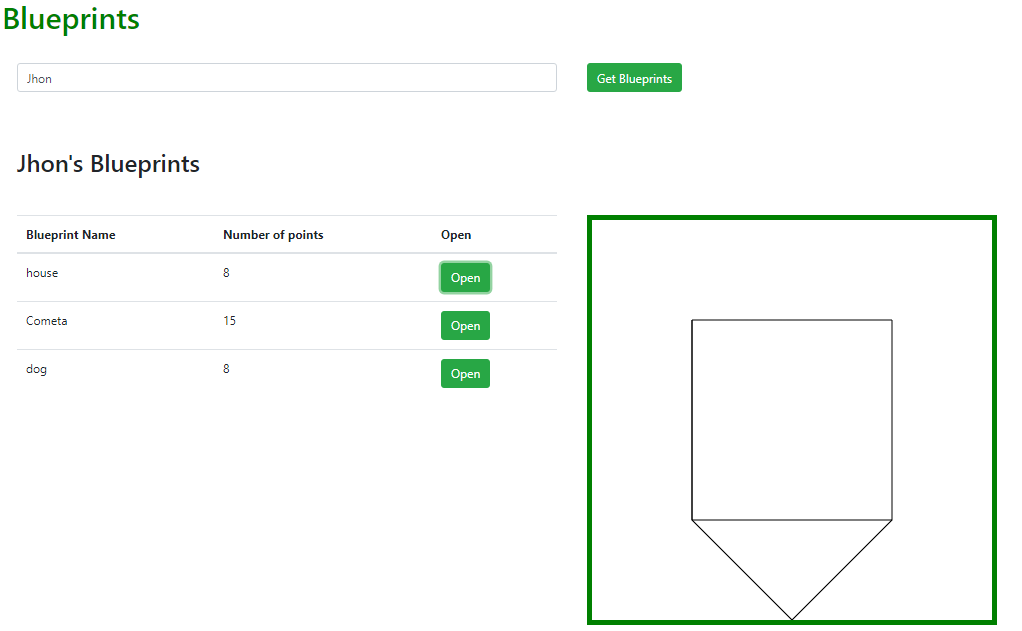 Blueprints
Jhon Get Blueprints
Jhon's Blueprints
Blueprint Name Number of points Open
house 8 Open
Cometa 15 Open
dog 8 Open